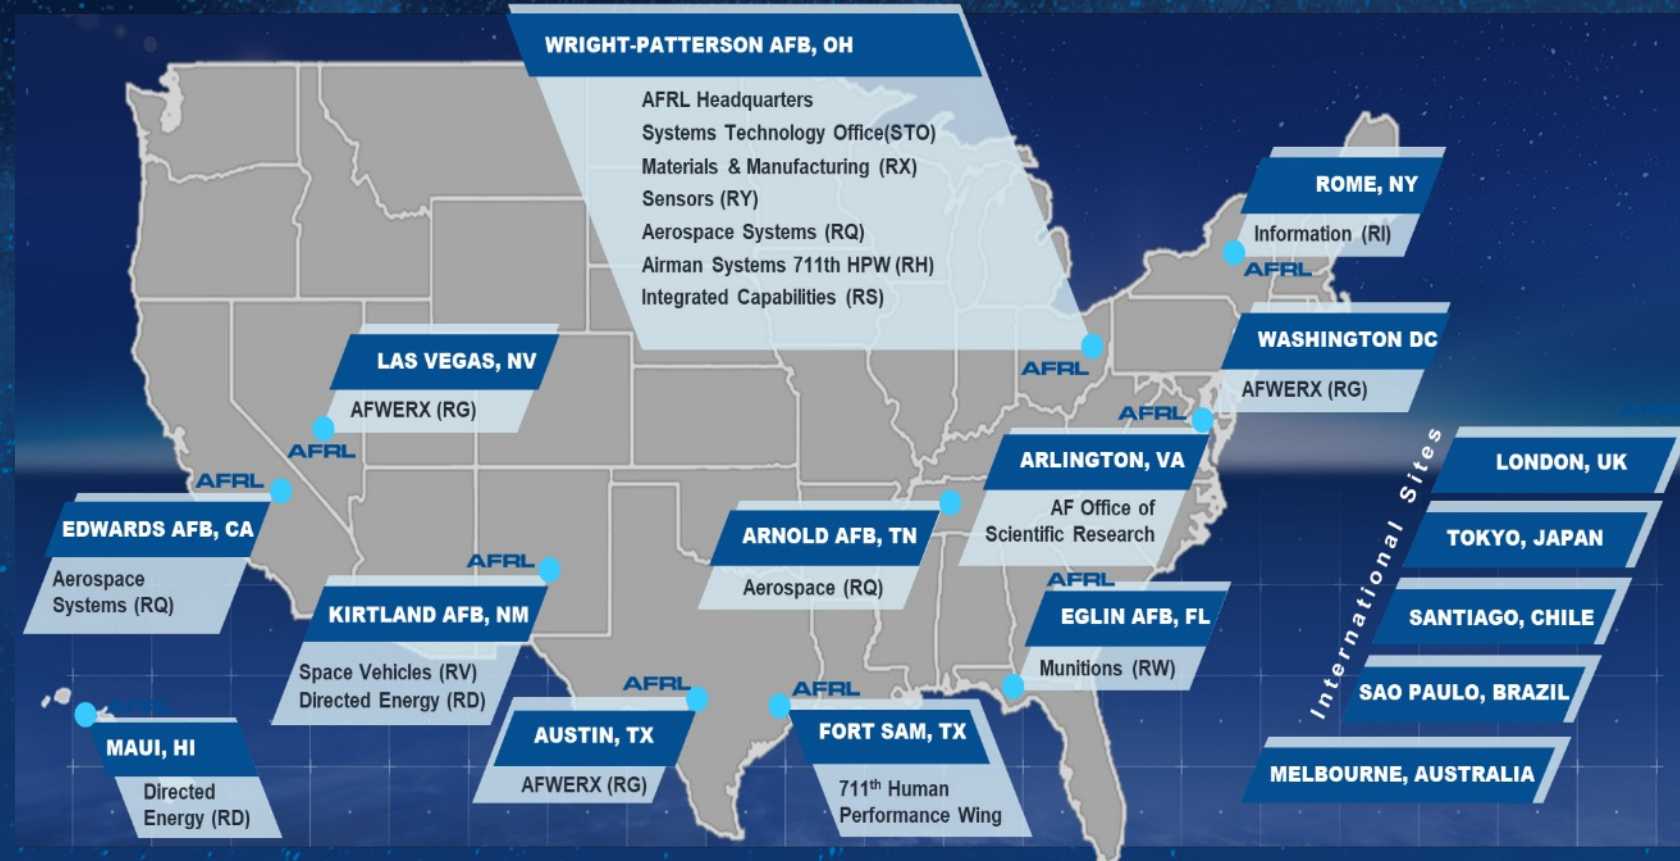 WRIGHT-PATTERSON AFB, OH
AFRL Headquarters
Systems Technology Office(STO)
Materials & Manufacturing (RX)
Sensors (RY)
Aerospace Systems (RQ)
Airman Systems 711th HPW (RH)
Integrated Capabilities (RS)
AFRL
ROME, NY
Information (RI)
AFRL
WASHINGTON DC
AFWERX (RG)
AFRL
LAS VEGAS, NV
AFWERX (RG)
AFRL
ARLINGTON, VA
AF Office of
Scientific Research
AFRL
EDWARDS AFB, CA
Aerospace
Systems (RQ)
ARNOLD AFB, TN
Aerospace (RQ)
AFRL
KIRTLAND AFB, NM
Space Vehicles (RV)
Directed Energy (RD)
AFRL
EGLIN AFB, FL
Munitions (RW)
AFRL
AUSTIN, TX
AFWERX (RG)
AFRL
FORT SAM, TX
711th Human
Performance Wing
AFRL
MAUI, HI
Directed
Energy (RD)
International Sites
LONDON, UK
TOKYO, JAPAN
SANTIAGO, CHILE
SAO PAULO, BRAZIL
MELBOURNE, AUSTRALIA